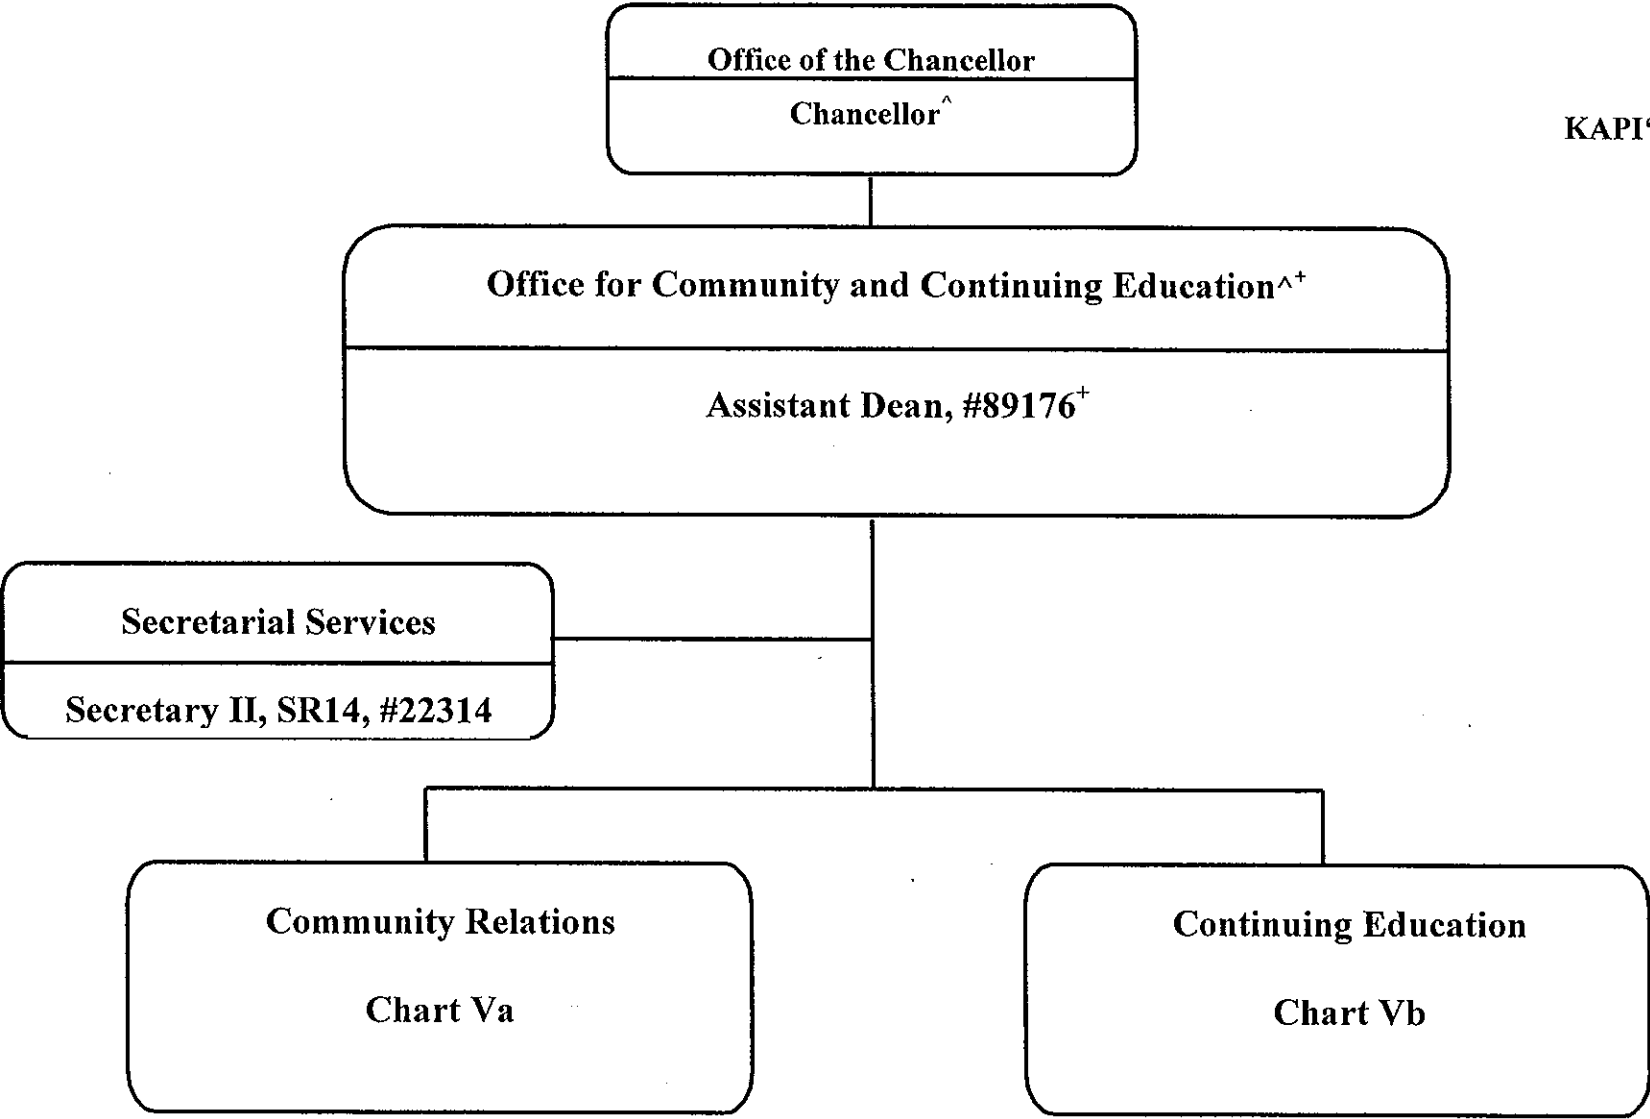 Office of the Chancellor
Chancellor^
KAPI‘
Office for Community and Continuing Education^+
Assistant Dean, #89176+
Secretarial Services
Secretary II, SR14, #22314
Community Relations
Chart Va
Continuing Education
Chart Vb